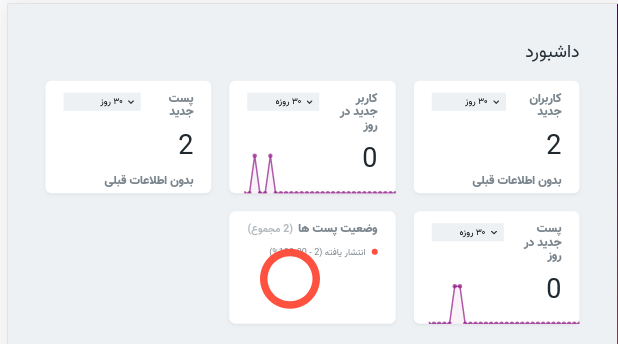 داشبورد
کاربران جدید
۳۰ روز
2
بدون اطلاعات قبلی
کاربر جدید در روز
۳۰ روزه
0
پست جدید
۳۰ روز
2
بدون اطلاعات قبلی
پست جدید در روز
۳۰ روزه
0
وضعیت پست ها (2 مجموع)
انتشار یافته (2 - 100.00%)